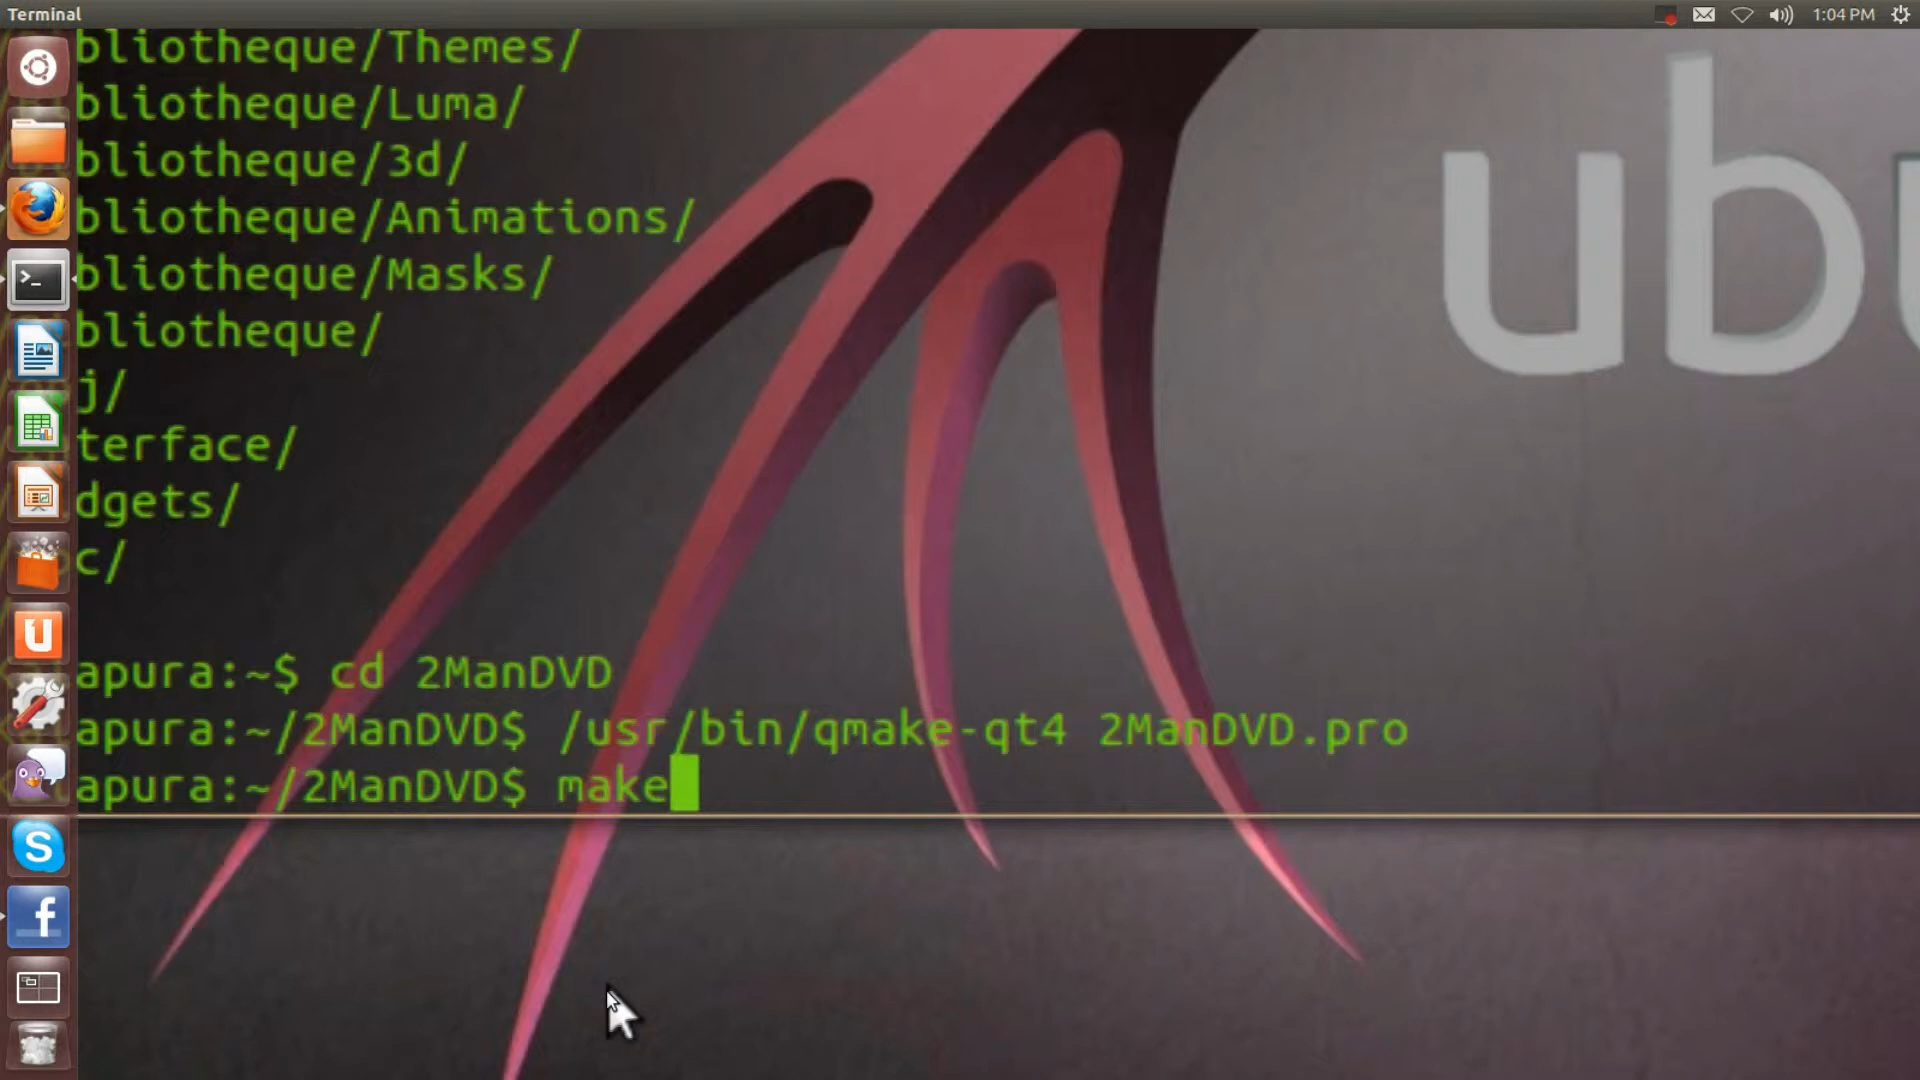 Terminal
1:04 PM
bliotheque/Themes/
bliotheque/Luma/
bliotheque/3d/
bliotheque/Animations/
bliotheque/Masks/
bliotheque/
j/
terface/
dgets/
c/
apura:~$ cd 2ManDVD
apura:~/2ManDVD$ /usr/bin/qmake-qt4 2ManDVD.pro
apura:~/2ManDVD$ make
ubu